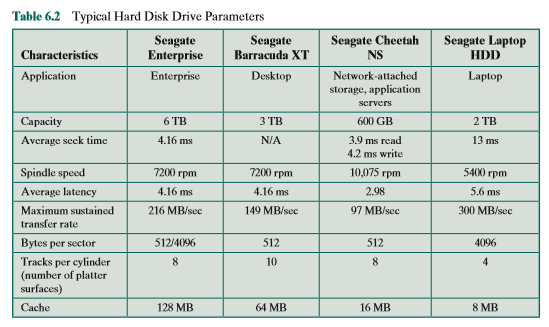 Table 6.2 Typical Hard Disk Drive Parameters
Characteristics | Seagate Enterprise | Seagate Barracuda XT | Seagate Cheetah NS | Seagate Laptop HDD
Application | Enterprise | Desktop | Network-attached storage, application servers | Laptop
Capacity | 6 TB | 3 TB | 600 GB | 2 TB
Average seek time | 4.16 ms | N/A | 3.9 ms read 4.2 ms write | 13 ms
Spindle speed | 7200 rpm | 7200 rpm | 10,075 rpm | 5400 rpm
Average latency | 4.16 ms | 4.16 ms | 2.98 | 5.6 ms
Maximum sustained transfer rate | 216 MB/sec | 149 MB/sec | 97 MB/sec | 300 MB/sec
Bytes per sector | 512/4096 | 512 | 512 | 4096
Tracks per cylinder (number of platter surfaces) | 8 | 10 | 8 | 4
Cache | 128 MB | 64 MB | 16 MB | 8 MB